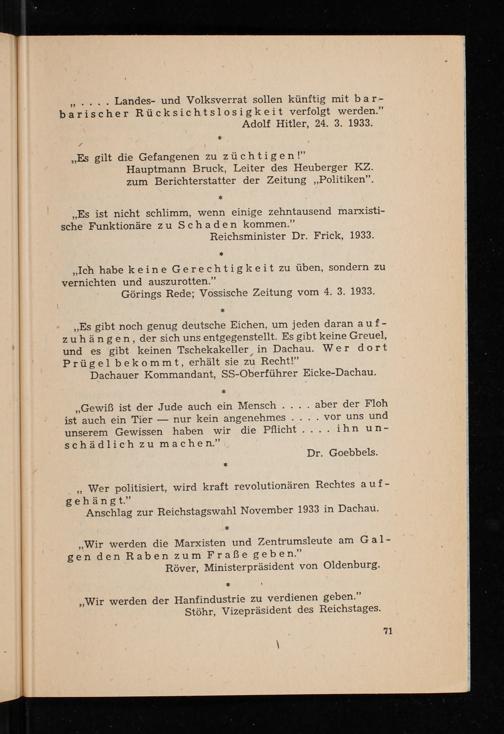 „ . . . . Landes- und Volksverrat sollen künftig mit bar-
barischer Rücksichtslosigkeit verfolgt werden."
Adolf Hitler, 24. 3. 1933.
*
„Es gilt die Gefangenen zu züchtigen!"
Hauptmann Bruck, Leiter des Heuberger KZ.
zum Berichterstatter der Zeitung „Politiken".
*
„Es ist nicht schlimm, wenn einige zehntausend marxisti-
sche Funktionäre zu Schaden kommen."
Reichsminister Dr. Frick, 1933.
*
„Ich habe keine Gerechtigkeit zu üben, sondern zu
vernichten und auszurotten."
Görings Rede; Vossische Zeitung vom 4. 3. 1933.
*
„Es gibt noch genug deutsche Eichen, um jeden daran auf-
zuhängen, der sich uns entgegenstellt. Es gibt keine Greuel,
und es gibt keinen Tschekakeller in Dachau. Wer dort
Prügel bekommt, erhält sie zu Recht!"
Dachauer Kommandant, SS-Oberführer Eicke-Dachau.
*
„Gewiß ist der Jude auch ein Mensch . . . . aber der Floh
ist auch ein Tier — nur kein angenehmes . . . . vor uns und
unserem Gewissen haben wir die Pflicht . . . . ihn un-
schädlich zu machen."
Dr. Goebbels.
*
„ Wer politisiert, wird kraft revolutionären Rechtes auf-
gehängt."
Anschlag zur Reichstagswahl November 1933 in Dachau.
*
„Wir werden die Marxisten und Zentrumsleute am Gal-
gen den Raben zum Fraße geben."
Röver, Ministerpräsident von Oldenburg.
*
„Wir werden der Hanfindustrie zu verdienen geben."
Stöhr, Vizepräsident des Reichstages.
71